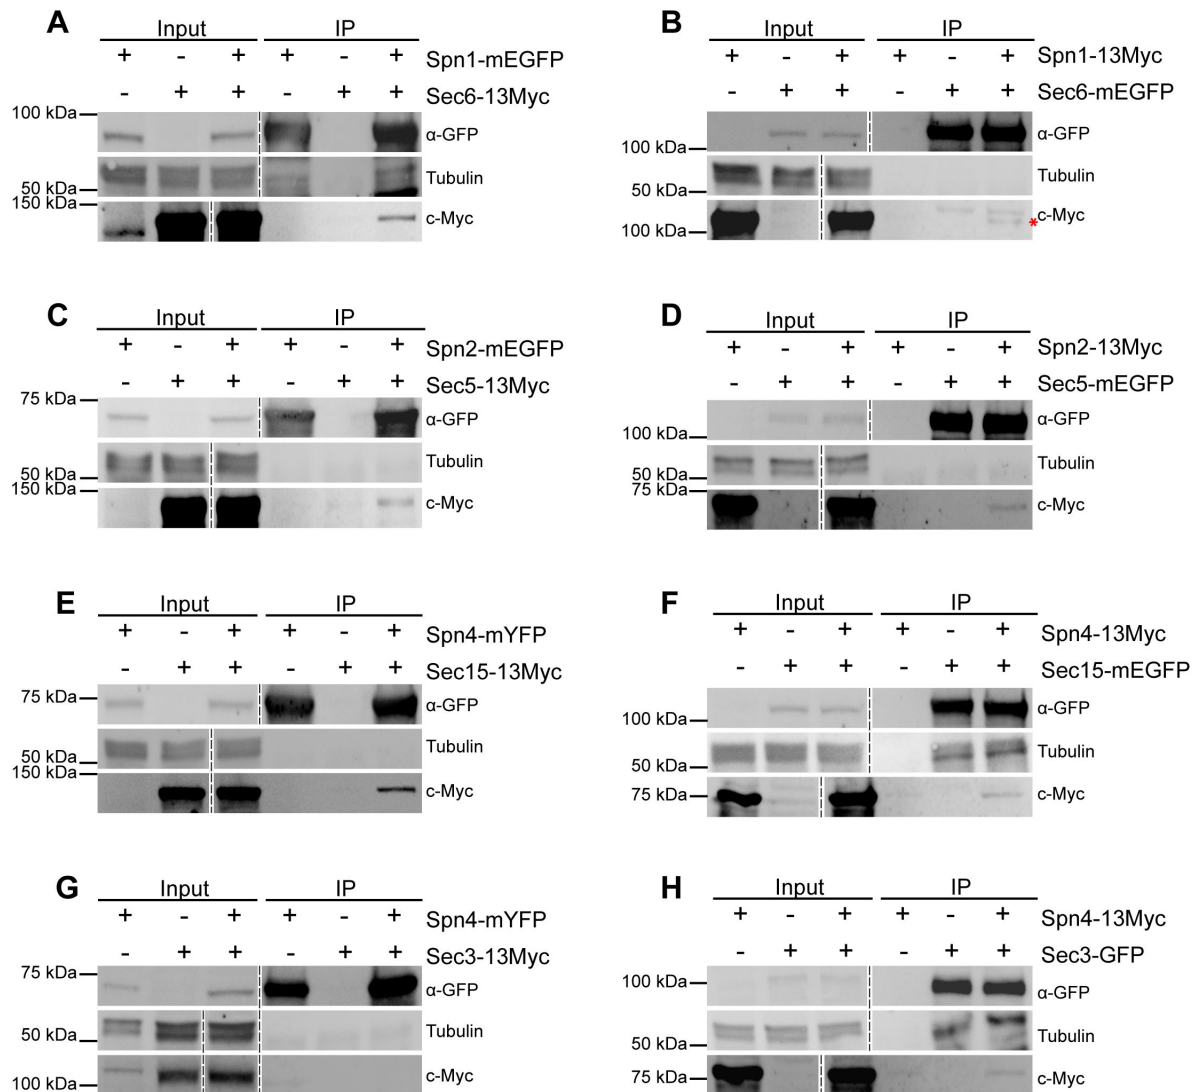 A
Input IP
+ - + + - + Spn1-mEGFP
- + + - + + Sec6-13Myc
100 kDa
α-GFP
Tubulin
50 kDa
150 kDa
c-Myc
B
Input IP
+ - + + - + Spn1-13Myc
- + + - + + Sec6-mEGFP
α-GFP
100 kDa
Tubulin
50 kDa
c-Myc
*
100 kDa
C
Input IP
+ - + + - + Spn2-mEGFP
- + + - + + Sec5-13Myc
75 kDa
α-GFP
Tubulin
50 kDa
150 kDa
c-Myc
D
Input IP
+ - + + - + Spn2-13Myc
- + + - + + Sec5-mEGFP
α-GFP
100 kDa
Tubulin
50 kDa
75 kDa
c-Myc
E
Input IP
+ - + + - + Spn4-mYFP
- + + - + + Sec15-13Myc
75 kDa
α-GFP
Tubulin
50 kDa
150 kDa
c-Myc
F
Input IP
+ - + + - + Spn4-13Myc
- + + - + + Sec15-mEGFP
α-GFP
100 kDa
Tubulin
50 kDa
75 kDa c-Myc
G
Input IP
+ - + + - + Spn4-mYFP
- + + - + + Sec3-13Myc
75 kDa
α-GFP
Tubulin
50 kDa
c-Myc
100 kDa
H
Input IP
+ - + + - + Spn4-13Myc
- + + - + + Sec3-GFP
100 kDa
α-GFP
Tubulin
50 kDa
75 kDa c-Myc